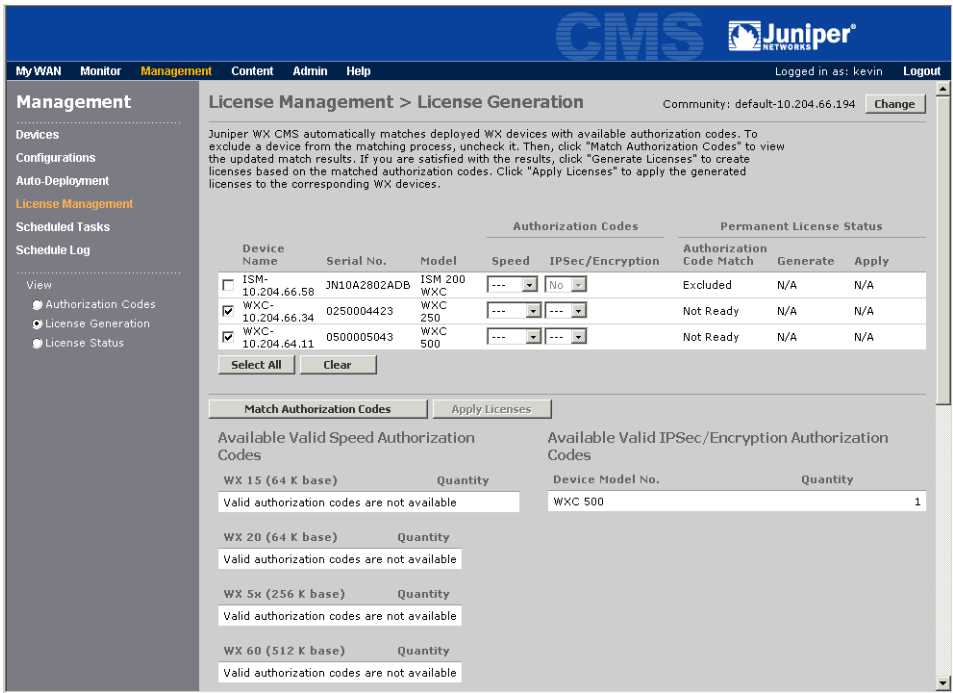 CMS
Juniper®
NETWORKS
My WAN Monitor Management Content Admin Help Logged in as: kevin Logout
Management
Devices
Configurations
Auto-Deployment
License Management
Scheduled Tasks
Schedule Log
View
Authorization Codes
License Generation
License Status
License Management > License Generation
Community: default-10.204.66.194 Change
Juniper WX CMS automatically matches deployed WX devices with available authorization codes. To
exclude a device from the matching process, uncheck it. Then, click "Match Authorization Codes" to view
the updated match results. If you are satisfied with the results, click "Generate Licenses" to create
licenses based on the matched authorization codes. Click "Apply Licenses" to apply the generated
licenses to the corresponding WX devices.
Authorization Codes Permanent License Status
Device Authorization
Name Serial No. Model Speed IPSec/Encryption Code Match Generate Apply
ISM- ISM 200
10.204.66.58 JN10A2802ADB WXC --- No Excluded N/A N/A
WXC- WXC
10.204.66.34 0250004423 250 --- --- Not Ready N/A N/A
WXC- WXC
10.204.64.11 0500005043 500 --- --- Not Ready N/A N/A
Select All Clear
Match Authorization Codes Apply Licenses
Available Valid Speed Authorization
Codes
WX 15 (64 K base) Quantity
Valid authorization codes are not available
WX 20 (64 K base) Quantity
Valid authorization codes are not available
WX 5x (256 K base) Quantity
Valid authorization codes are not available
WX 60 (512 K base) Quantity
Valid authorization codes are not available
Available Valid IPSec/Encryption Authorization
Codes
Device Model No. Quantity
WXC 500 1